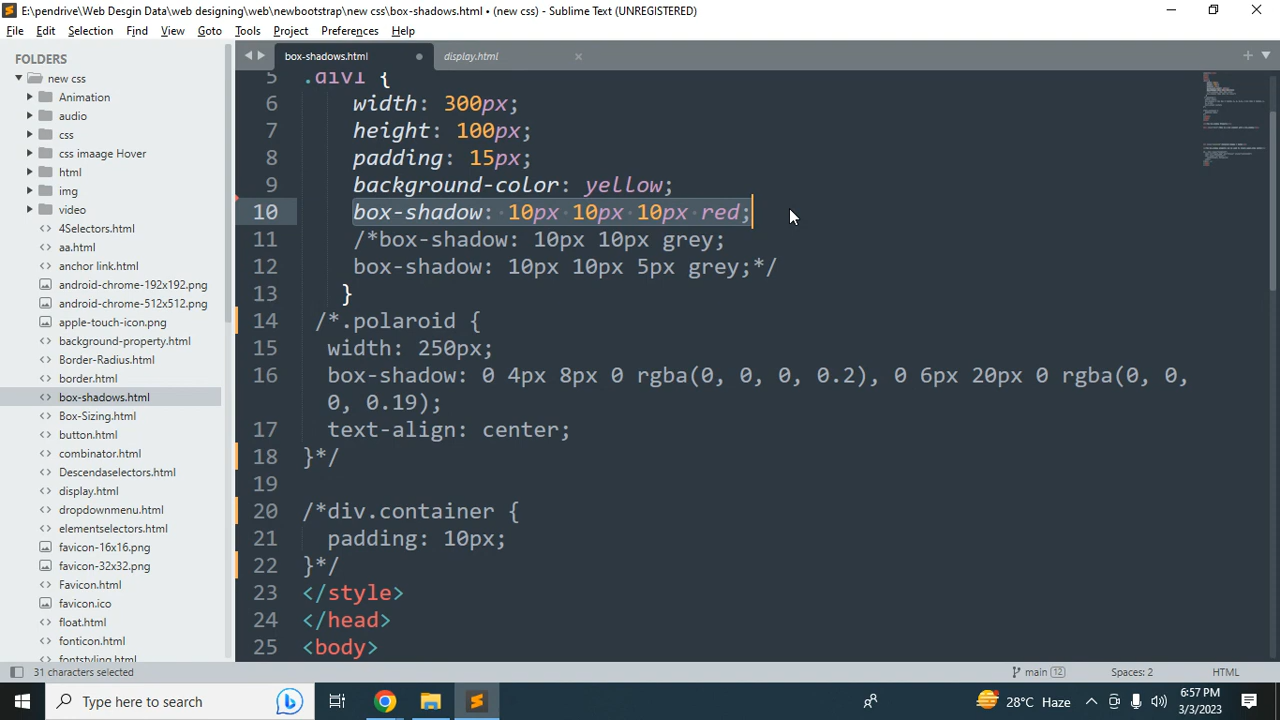 E:\pendrive\Web Desgin Data\web designing\web\newbootstrap\new css\box-shadows.html • (new css) - Sublime Text (UNREGISTERED)
File Edit Selection Find View Goto Tools Project Preferences Help
FOLDERS
new css
Animation
audio
css
css imaage Hover
html
img
video
4Selectors.html
aa.html
anchor link.html
android-chrome-192x192.png
android-chrome-512x512.png
apple-touch-icon.png
background-property.html
Border-Radius.html
border.html
box-shadows.html
Box-Sizing.html
button.html
combinator.html
Descendaselectors.html
display.html
dropdownmenu.html
elementselectors.html
favicon-16x16.png
favicon-32x32.png
Favicon.html
favicon.ico
float.html
fonticon.html
fontstyling.html
box-shadows.html display.html
5 .div1 {
6 width: 300px;
7 height: 100px;
8 padding: 15px;
9 background-color: yellow;
10 box-shadow: 10px 10px 10px red;
11 /*box-shadow: 10px 10px grey;
12 box-shadow: 10px 10px 5px grey;*/
13 }
14 /*.polaroid {
15 width: 250px;
16 box-shadow: 0 4px 8px 0 rgba(0, 0, 0, 0.2), 0 6px 20px 0 rgba(0, 0,
0, 0.19);
17 text-align: center;
18 }*/
19
20 /*div.container {
21 padding: 10px;
22 }*/
23 </style>
24 </head>
25 <body>
31 characters selected main 12 Spaces: 2 HTML
Type here to search 28°C Haze 6:57 PM
3/3/2023